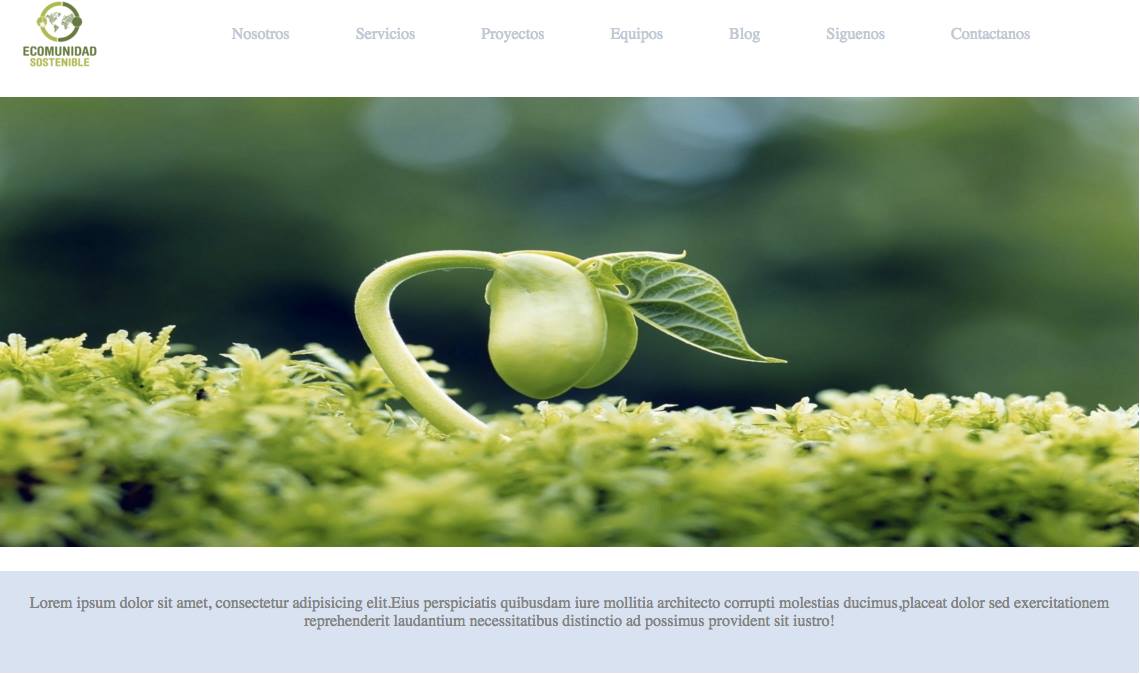 ECOMUNIDAD
SOSTENIBLE
Nosotros Servicios Proyectos Equipos Blog Siguenos Contactanos
Lorem ipsum dolor sit amet, consectetur adipisicing elit.Eius perspiciatis quibusdam iure mollitia architecto corrupti molestias ducimus,placeat dolor sed exercitationem
reprehenderit laudantium necessitatibus distinctio ad possimus provident sit iustro!